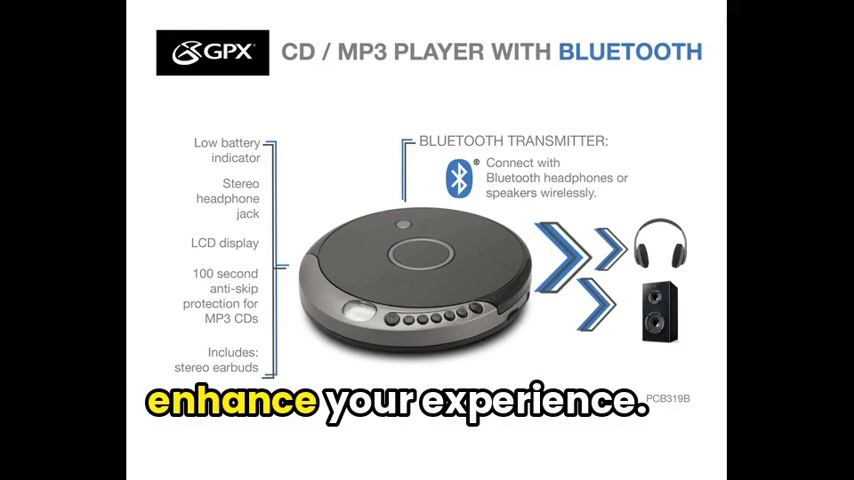 GPX®
CD / MP3 PLAYER WITH BLUETOOTH
Low battery
indicator
Stereo
headphone
jack
LCD display
100 second
anti-skip
protection for
MP3 CDs
Includes:
stereo earbuds
BLUETOOTH TRANSMITTER:
®
Connect with
Bluetooth headphones or
speakers wirelessly.
enhance your experience.
PCB319B